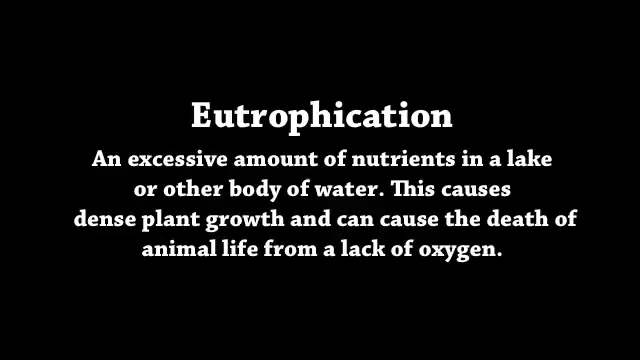 Eutrophication
An excessive amount of nutrients in a lake
or other body of water. This causes
dense plant growth and can cause the death of
animal life from a lack of oxygen.